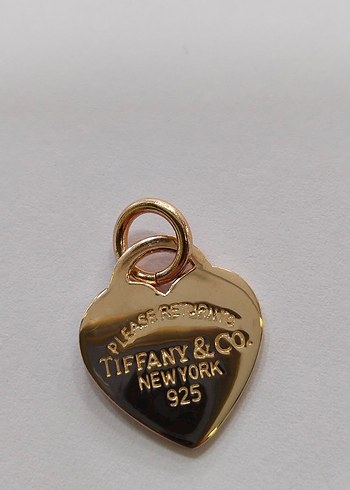 PLEASE RETURN TO
TIFFANY & CO.
NEW YORK
925